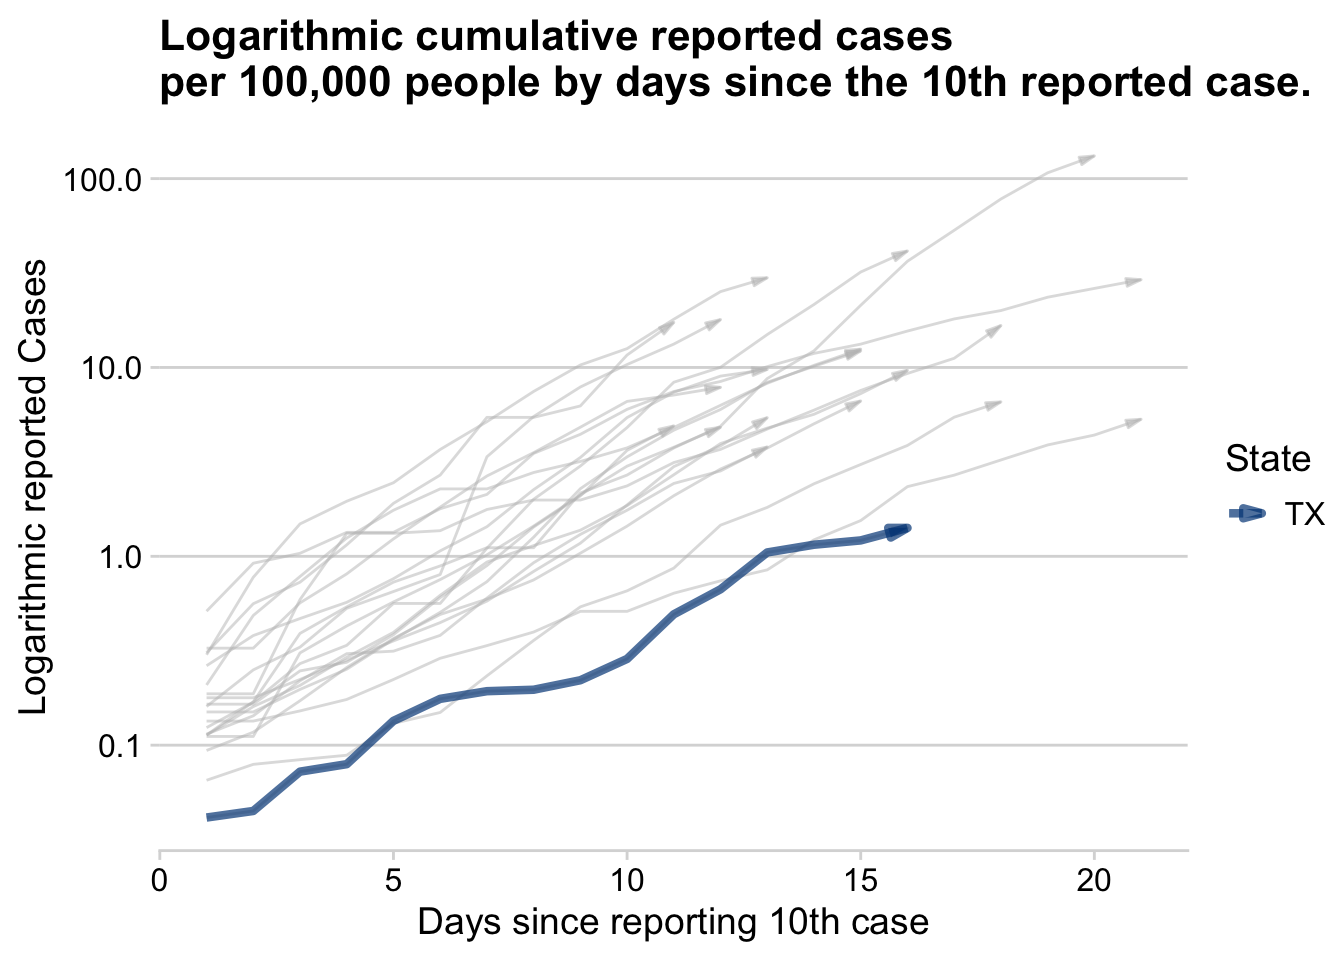 Logarithmic cumulative reported cases
per 100,000 people by days since the 10th reported case.
Logarithmic reported Cases
100.0
10.0
1.0
0.1
0
5
10
15
20
Days since reporting 10th case
State
TX